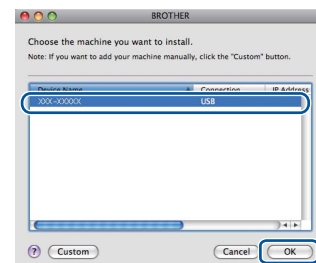 BROTHER
Choose the machine you want to install.
Note: If you want to add your machine manually, click the "Custom" button.
Device Name Connection IP Address
XXX-XXXXX USB
? Custom Cancel OK